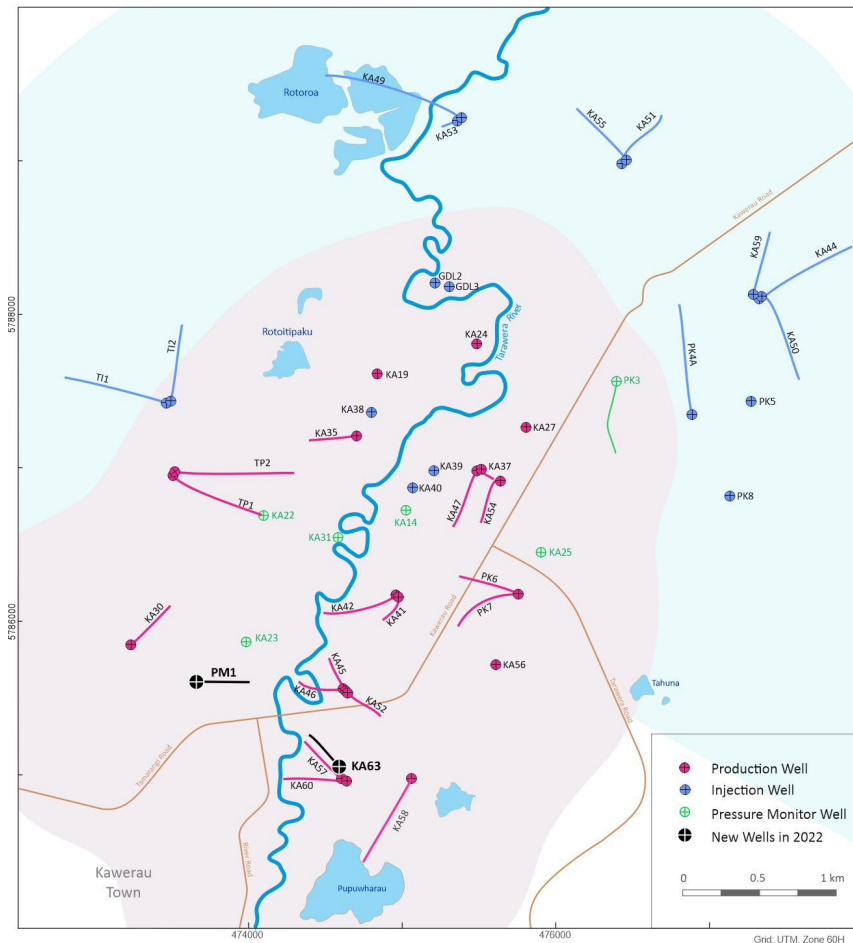 KA49
Rotoroa
KA53
KA55
KA51
Kawerau Road
KA59
KA44
GDL2
GDL3
5788000
Tarawera River
KA24
Rotoitipaku
TI2
TI1
KA19
PK3
PK4A
KA50
KA38
PK5
KA35
KA27
TP2
KA39
KA37
TP1
KA40
PK8
KA22
KA14
KA47
KA54
KA31
KA25
PK6
KA30
KA42
KA41
PK7
Kawerau Road
5786000
KA23
KA45
KA56
PM1
KA46
KA52
Tahuna
Tarawera Road
Tamarangi Road
KA57
KA63
KA60
KA58
River Road
Kawerau
Town
Pupuwharau
Production Well
Injection Well
Pressure Monitor Well
New Wells in 2022
0 0.5 1 km
474000
476000
Grid: UTM, Zone 60H